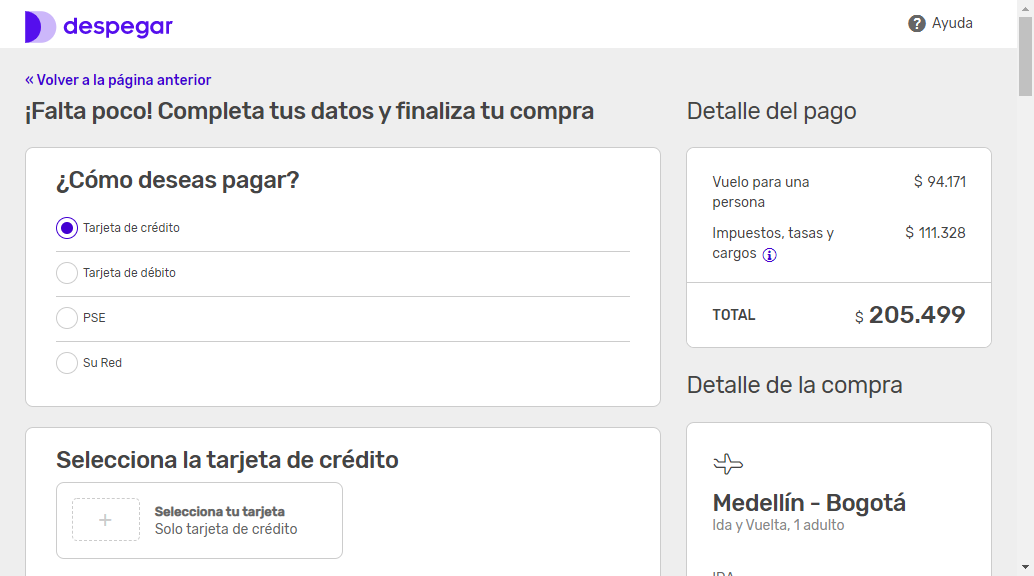 despegar
Ayuda
« Volver a la página anterior
¡Falta poco! Completa tus datos y finaliza tu compra
¿Cómo deseas pagar?
Tarjeta de crédito
Tarjeta de débito
PSE
Su Red
Selecciona la tarjeta de crédito
Selecciona tu tarjeta
Solo tarjeta de crédito
Detalle del pago
Vuelo para una $ 94.171
persona
Impuestos, tasas y $ 111.328
cargos
TOTAL $ 205.499
Detalle de la compra
Medellín - Bogotá
Ida y Vuelta, 1 adulto
IDA